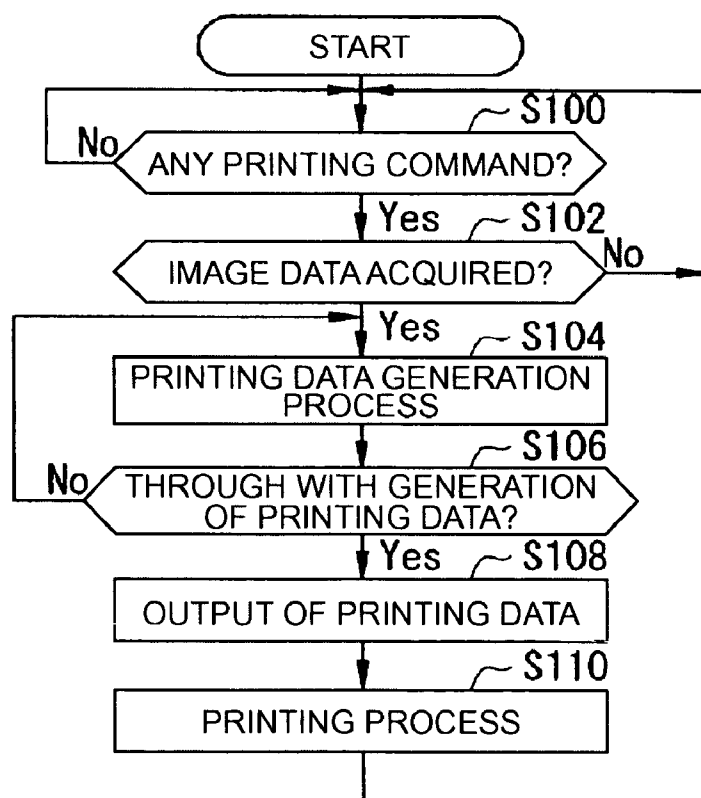 START
S100
No
ANY PRINTING COMMAND?
Yes
S102
IMAGE DATA ACQUIRED?
No
Yes
S104
PRINTING DATA GENERATION
PROCESS
S106
No
THROUGH WITH GENERATION
OF PRINTING DATA?
Yes
S108
OUTPUT OF PRINTING DATA
S110
PRINTING PROCESS